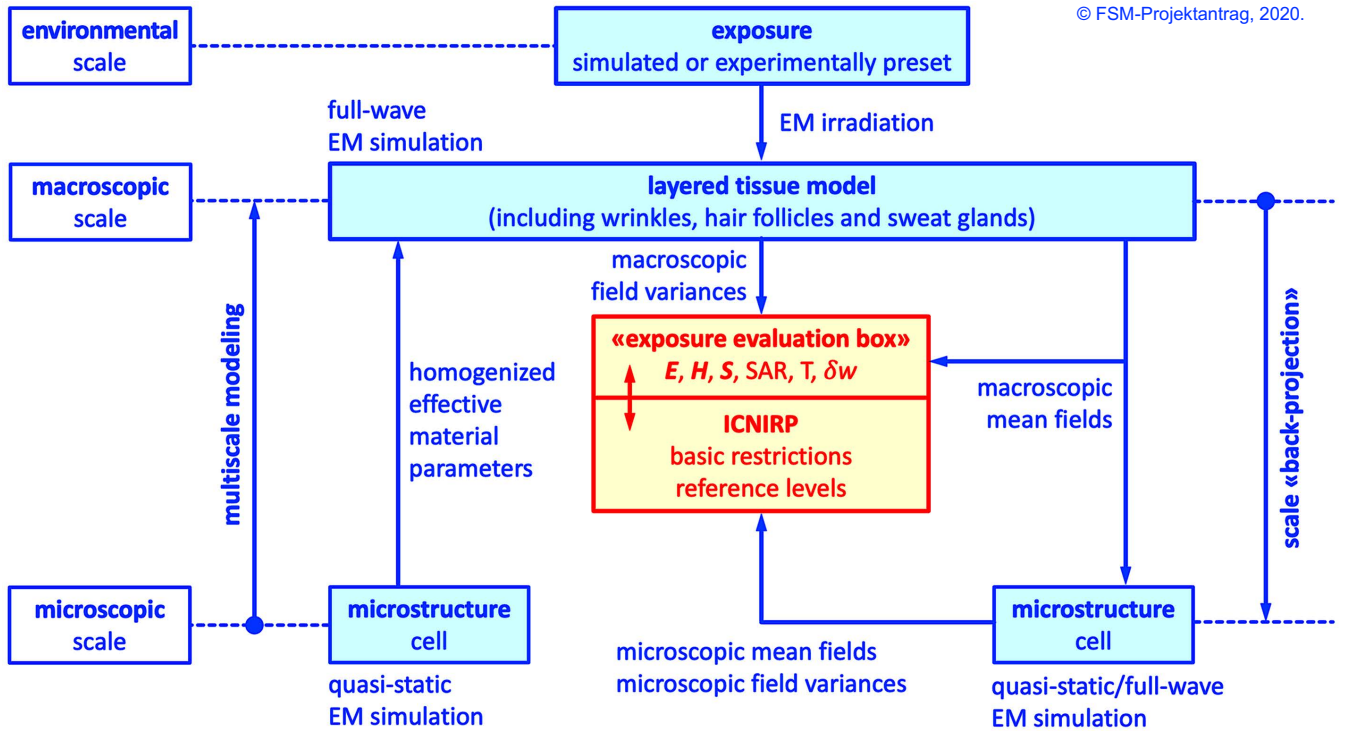 © FSM-Projektantrag, 2020.
environmental
scale
exposure
simulated or experimentally preset
full-wave
EM simulation
EM irradiation
macroscopic
scale
layered tissue model
(including wrinkles, hair follicles and sweat glands)
macroscopic
field variances
multiscale modeling
homogenized
effective
material
parameters
«exposure evaluation box»
E, H, S, SAR, T, δw
ICNIRP
basic restrictions
reference levels
macroscopic
mean fields
scale «back-projection»
microscopic
scale
microstructure
cell
quasi-static
EM simulation
microscopic mean fields
microscopic field variances
microstructure
cell
quasi-static/full-wave
EM simulation